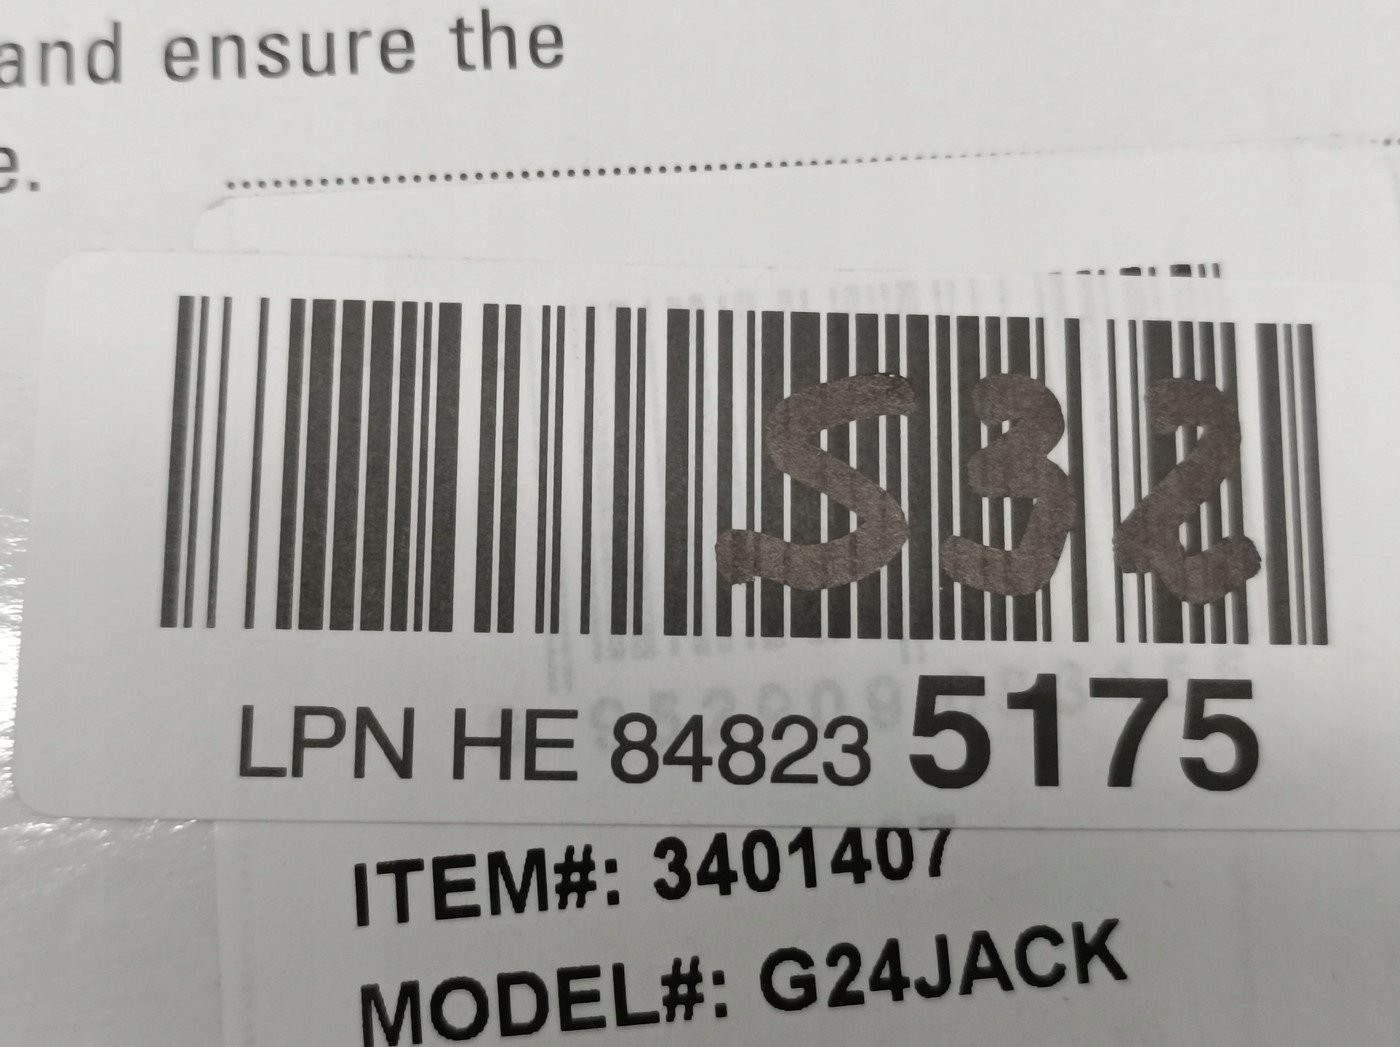 and ensure the
e.
S32
LPN HE 84823 5175
ITEM#: 3401407
MODEL#: G24JACK